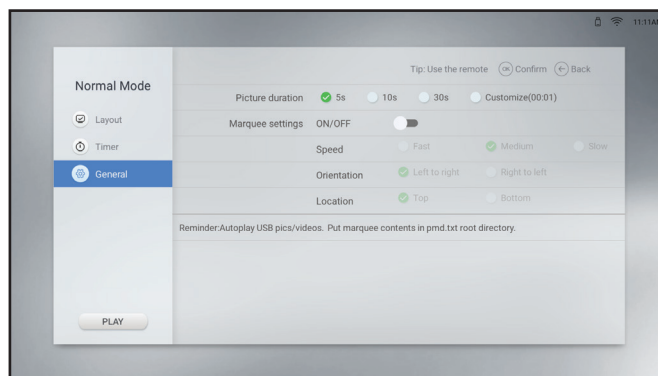 11:11AM
Tip: Use the remote OK Confirm Back
Normal Mode
Layout
Timer
General
PLAY
Picture duration 5s 10s 30s Customize(00:01)
Marquee settings ON/OFF
Speed Fast Medium Slow
Orientation Left to right Right to left
Location Top Bottom
Reminder:Autoplay USB pics/videos. Put marquee contents in pmd.txt root directory.